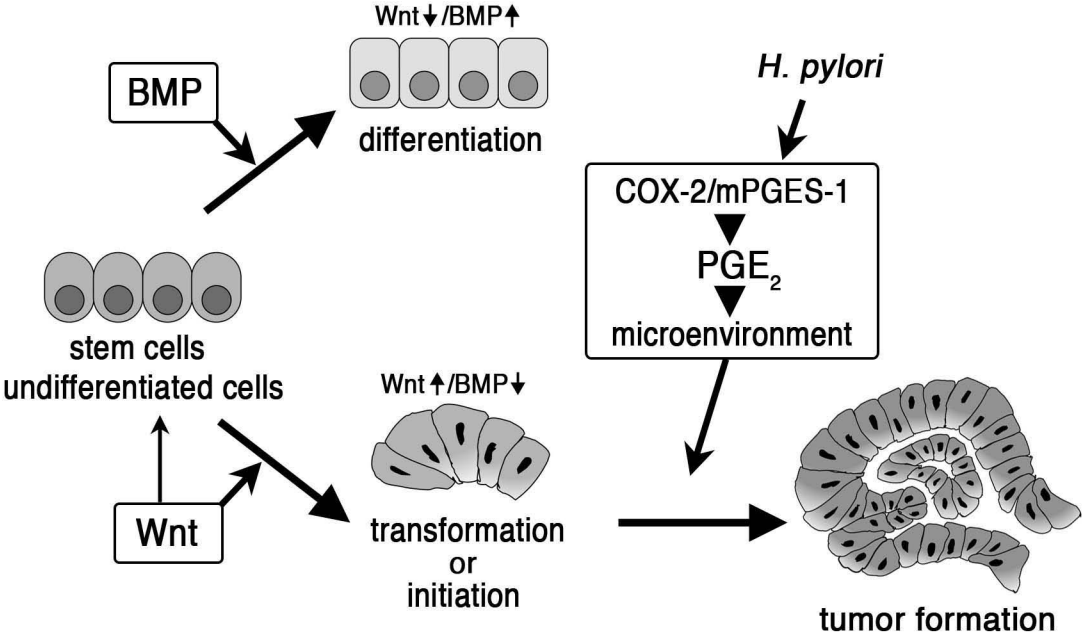 Wnt↓/BMP↑
BMP
differentiation
H. pylori
COX-2/mPGES-1
PGE₂
microenvironment
stem cells
undifferentiated cells
Wnt↑/BMP↓
Wnt
transformation
or
initiation
tumor formation